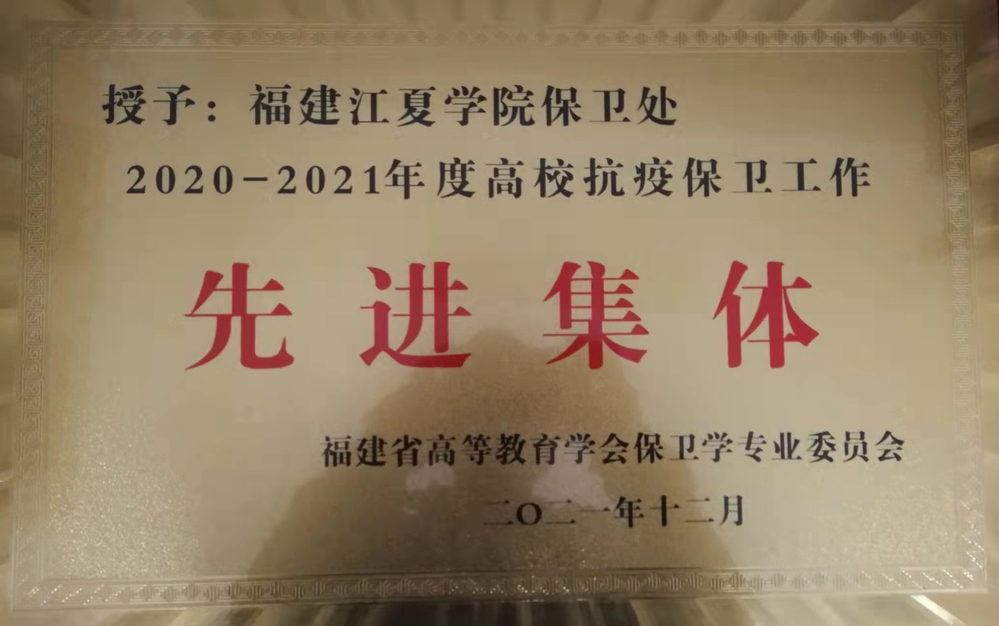 授予：福建江夏学院保卫处
2020-2021年度高校抗疫保卫工作
先进集体
福建省高等教育学会保卫学专业委员会
二〇二一年十二月